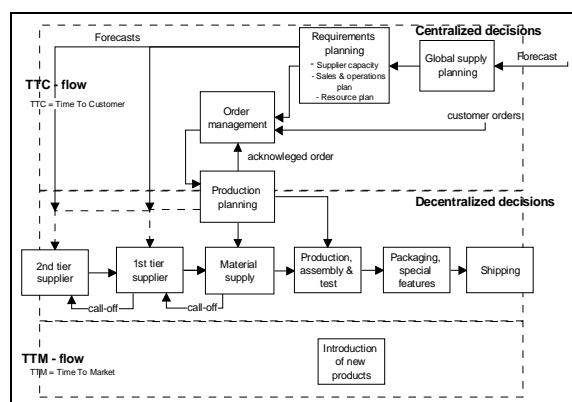 Forecasts
Requirements
planning
- Supplier capacity
- Sales & operations
plan
- Resource plan
Centralized decisions
Global supply
planning
Forecast
TTC - flow
TTC = Time To Customer
Order
management
customer orders
acknowleged order
Production
planning
Decentralized decisions
2nd tier
supplier
1st tier
supplier
Material
supply
Production,
assembly &
test
Packaging,
special
features
Shipping
call-off
call-off
TTM - flow
TTM = Time To Market
Introduction
of new
products